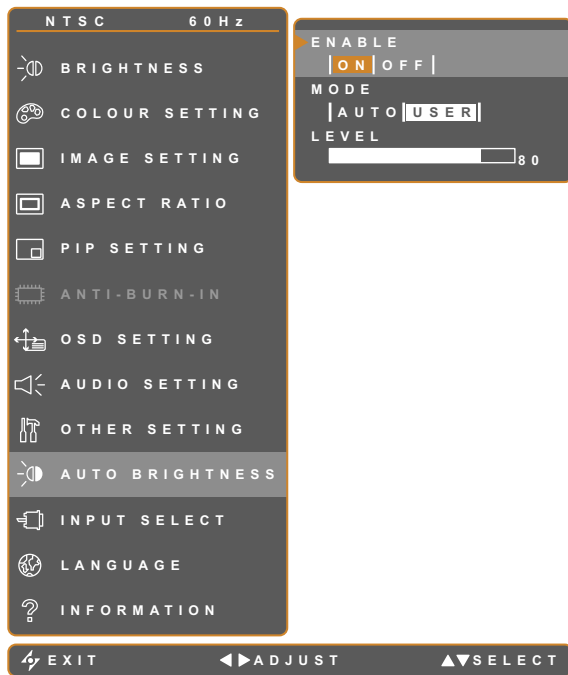 NTSC 60Hz
BRIGHTNESS
COLOUR SETTING
IMAGE SETTING
ASPECT RATIO
PIP SETTING
ANTI-BURN-IN
OSD SETTING
AUDIO SETTING
OTHER SETTING
AUTO BRIGHTNESS
INPUT SELECT
LANGUAGE
INFORMATION
ENABLE
ON OFF
MODE
AUTO USER
LEVEL
80
EXIT ADJUST SELECT